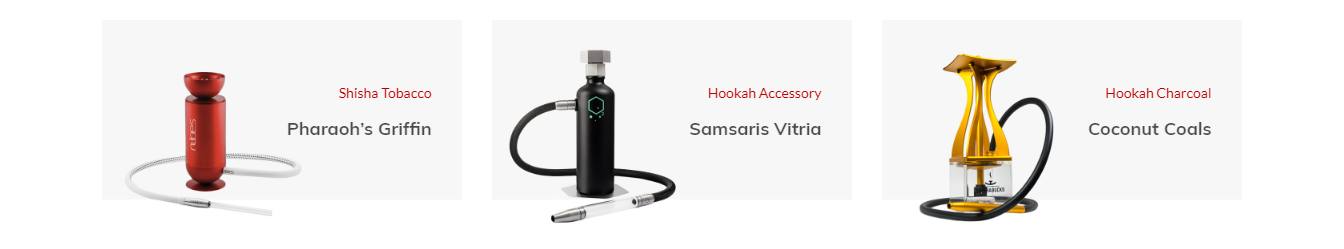 Shisha Tobacco
Pharaoh's Griffin
Hookah Accessory
Samsaris Vitria
Hookah Charcoal
Coconut Coals